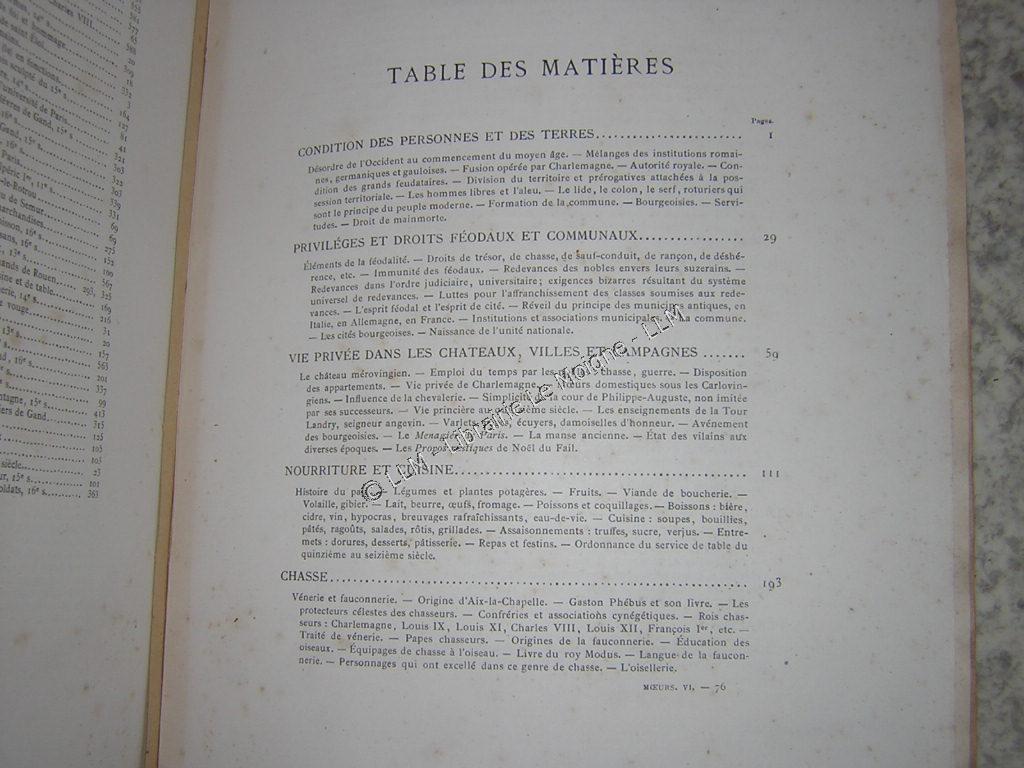 Charles VIII.
hommage.
TABLE DES MATIÈRES
Pages.
CONDITION DES PERSONNES ET DES TERRES........................ 1
Désordre de l'Occident au commencement du moyen âge. — Mélanges des institutions romai-
nes, germaniques et gauloises. — Fusion opérée par Charlemagne. — Autorité royale. — Con-
dition des grands feudataires. — Division du territoire et prérogatives attachées à la pos-
session territoriale. — Les hommes libres et l'aleu. — Le lide, le colon, le serf, roturiers qui
sont le principe du peuple moderne. — Formation de la commune. — Bourgeoisies. — Servi-
tudes. — Droit de mainmorte.
PRIVILÉGES ET DROITS FÉODAUX ET COMMUNAUX................. 29
Éléments de la féodalité. — Droits de trésor, de chasse, de sauf-conduit, de rançon, de déshé-
rence, etc. — Immunité des féodaux. — Redevances des nobles envers leurs suzerains. —
Redevances dans l'ordre judiciaire, universitaire; exigences bizarres résultant du système
universel de redevances. — Luttes pour l'affranchissement des classes soumises aux rede-
vances. — L'esprit féodal et l'esprit de cité. — Réveil du principe des municipes antiques, en
Italie, en Allemagne, en France. — Institutions et associations municipales. — La commune.
— Les cités bourgeoises. — Naissance de l'unité nationale.
VIE PRIVÉE DANS LES CHATEAUX, VILLES ET CAMPAGNES ....... 59
Le château mérovingien. — Emploi du temps par les chasse, guerre. — Disposition
des appartements. — Vie privée de Charlemagne. — Mœurs domestiques sous les Carlovin-
giens. — Influence de la chevalerie. — Simplicité de la cour de Philippe-Auguste, non imitée
par ses successeurs. — Vie princière au siècle. — Les enseignements de la Tour
Landry, seigneur angevin. — Varlets, écuyers, damoiselles d'honneur. — Avénement
des bourgeoisies. — Le Menagier de Paris. — La manse ancienne. — État des vilains aux
diverses époques. — Les Propos rustiques de Noël du Fail.
NOURRITURE ET CUISINE............................................... 111
Histoire du pain. — Légumes et plantes potagères. — Fruits. — Viande de boucherie. —
Volaille, gibier. — Lait, beurre, œufs, fromage. — Poissons et coquillages. — Boissons : bière,
cidre, vin, hypocras, breuvages rafraîchissants, eau-de-vie. — Cuisine : soupes, bouillies,
pâtés, ragoûts, salades, rôtis, grillades. — Assaisonnements : truffes, sucre, verjus. — Entre-
mets : dorures, desserts, pâtisserie. — Repas et festins. — Ordonnance du service de table du
quinzième au seizième siècle.
CHASSE.................................................................... 193
Vénerie et fauconnerie. — Origine d'Aix-la-Chapelle. — Gaston Phébus et son livre. — Les
protecteurs célestes des chasseurs. — Confréries et associations cynégétiques. — Rois chas-
seurs : Charlemagne, Louis IX, Louis XI, Charles VIII, Louis XII, François Ier, etc. —
Traité de vénerie. — Papes chasseurs. — Origines de la fauconnerie. — Éducation des
oiseaux. — Équipages de chasse à l'oiseau. — Livre du roy Modus. — Langue de la faucon-
nerie. — Personnages qui ont excellé dans ce genre de chasse. — L'oisellerie.
MŒURS. VI. — 76
© LLM - Librairie Le Moigne - LLM